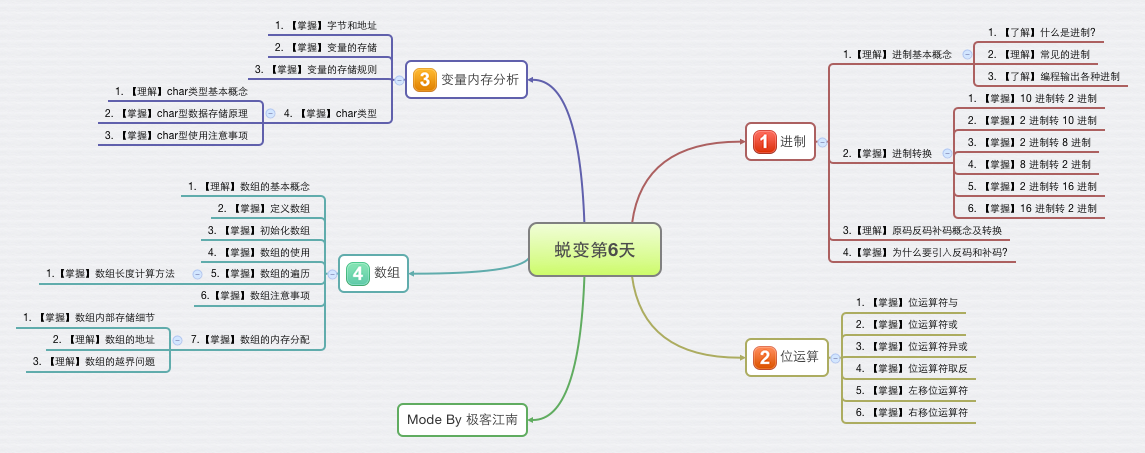 蜕变第6天
1 进制
1.【理解】进制基本概念
1. 【了解】什么是进制?
2. 【理解】常见的进制
3. 【了解】编程输出各种进制
2.【掌握】进制转换
1. 【掌握】10 进制转 2 进制
2. 【掌握】2 进制转 10 进制
3. 【掌握】2 进制转 8 进制
4. 【掌握】8 进制转 2 进制
5. 【掌握】2 进制转 16 进制
6. 【掌握】16 进制转 2 进制
3.【理解】原码反码补码概念及转换
4.【掌握】为什么要引入反码和补码?
2 位运算
1. 【掌握】位运算符与
2. 【掌握】位运算符或
3. 【掌握】位运算符异或
4. 【掌握】位运算符取反
5. 【掌握】左移位运算符
6. 【掌握】右移位运算符
3 变量内存分析
1. 【掌握】字节和地址
2. 【掌握】变量的存储
3. 【掌握】变量的存储规则
4. 【掌握】char类型
1. 【理解】char类型基本概念
2. 【掌握】char型数据存储原理
3. 【掌握】char型使用注意事项
4 数组
1. 【理解】数组的基本概念
2. 【掌握】定义数组
3. 【掌握】初始化数组
4. 【掌握】数组的使用
5.【掌握】数组的遍历
1.【掌握】数组长度计算方法
6.【掌握】数组注意事项
7.【掌握】数组的内存分配
1. 【掌握】数组内部存储细节
2. 【理解】数组的地址
3. 【理解】数组的越界问题
Mode By 极客江南